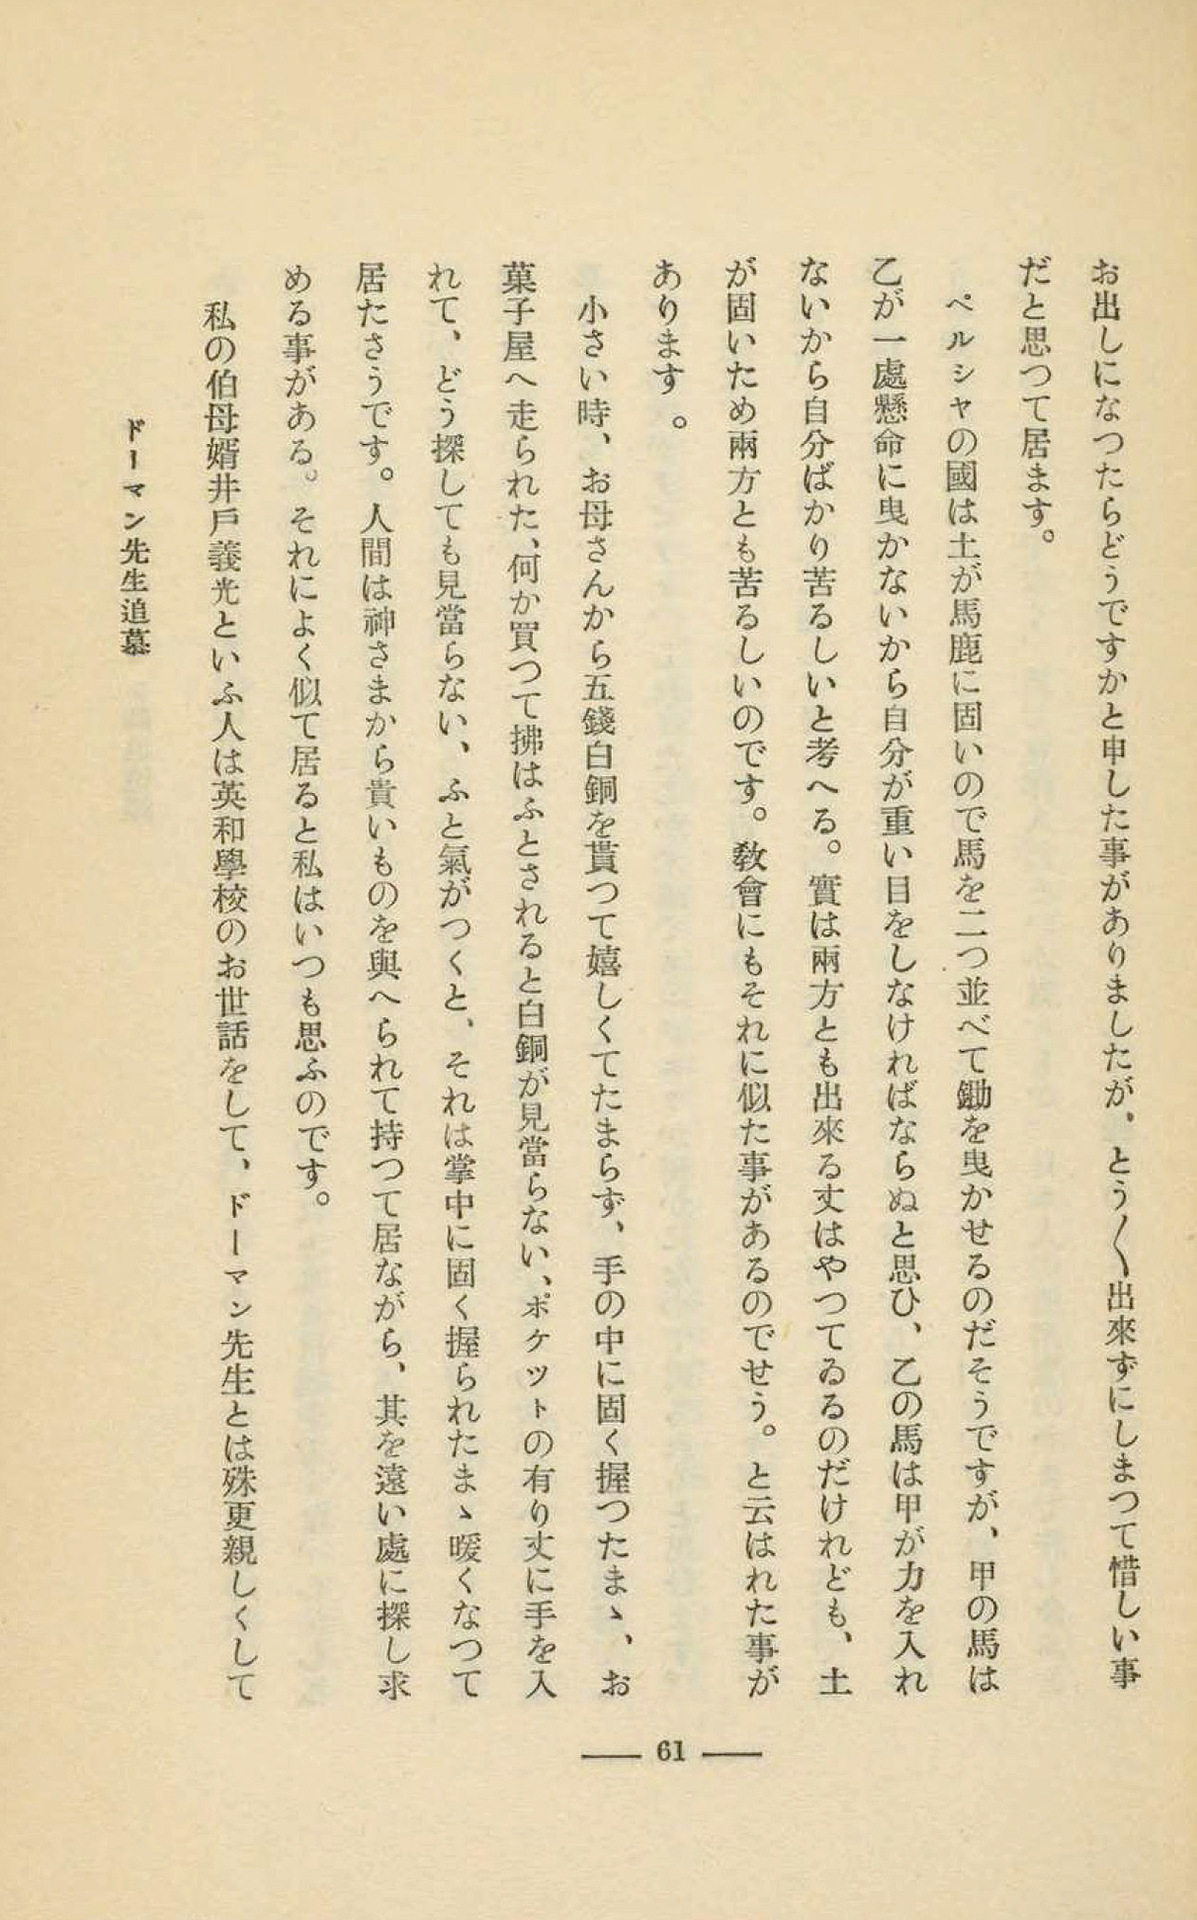 お出しになつたらどうですかと申した事がありましたが、とう〱出來ずにしまつて惜しい事
だと思つて居ます。
ペルシヤの國は土が馬鹿に固いので馬を二つ並べて鋤を曳かせるのだそうですが、甲の馬は
乙が一處懸命に曳かないから自分が重い目をしなければならぬと思ひ、乙の馬は甲が力を入れ
ないから自分ばかり苦るしいと考へる。實は兩方とも出來る丈はやつてゐるのだけれども、土
が固いため兩方とも苦るしいのです。敎會にもそれに似た事があるのでせう。と云はれた事が
あります。
小さい時、お母さんから五錢白銅を貰つて嬉しくてたまらず、手の中に固く握つたまゝ、お
菓子屋へ走られた、何か買つて拂はふとされると白銅が見當らない、ポケツトの有り丈に手を入
れて、どう探しても見當らない、ふと氣がつくと、それは掌中に固く握られたまゝ暖くなつて
居たさうです。人間は神さまから貴いものを與へられて持つて居ながら、其を遠い處に探し求
める事がある。それによく似て居ると私はいつも思ふのです。
私の伯母婿井戶義光といふ人は英和學校のお世話をして、ドーマン先生とは殊更親しくして
ドーマン先生追慕
61